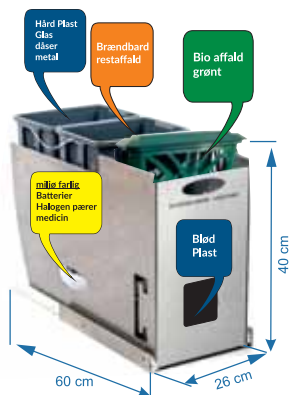 Hård Plast
Glas
dåser
metal
Brændbard
restaffald
Bio affald
grønt
miljø farlig
Batterier
Halogen pærer
medicin
Blød
Plast
40 cm
60 cm
26 cm